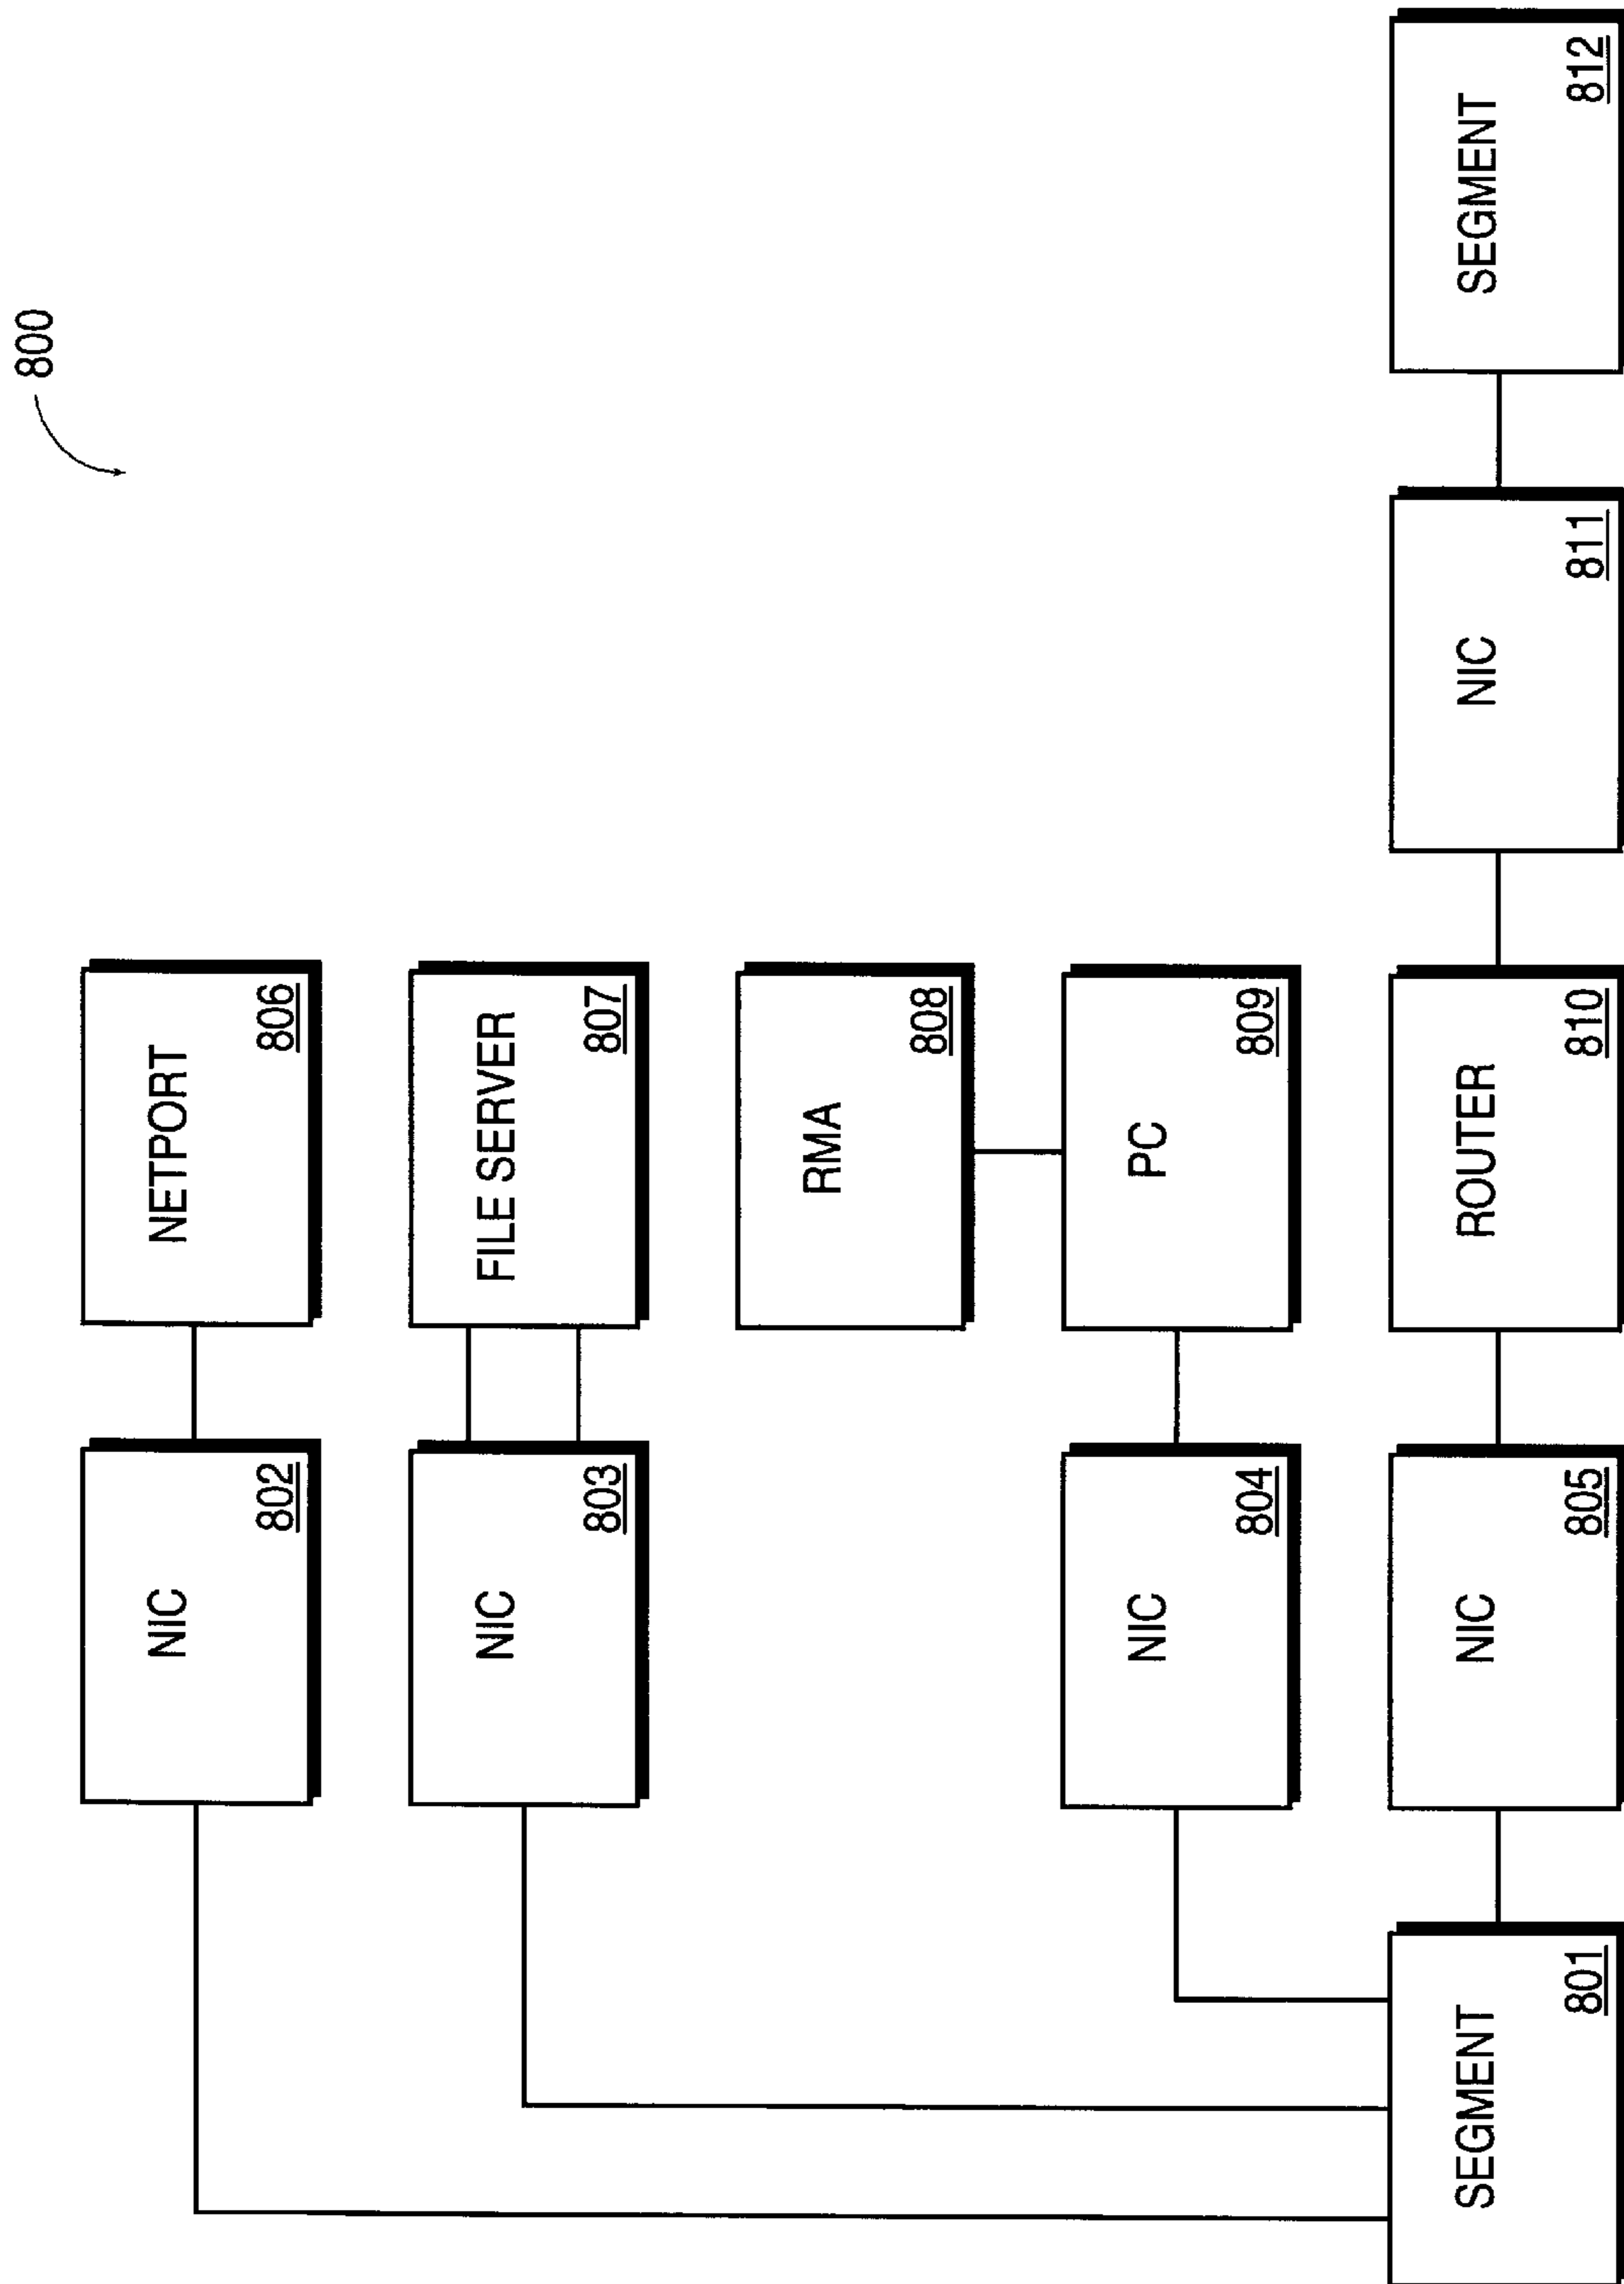 800
NIC
802
NETPORT
806
NIC
803
FILE SERVER
807
RMA
808
NIC
804
PC
809
SEGMENT
801
NIC
805
ROUTER
810
NIC
811
SEGMENT
812